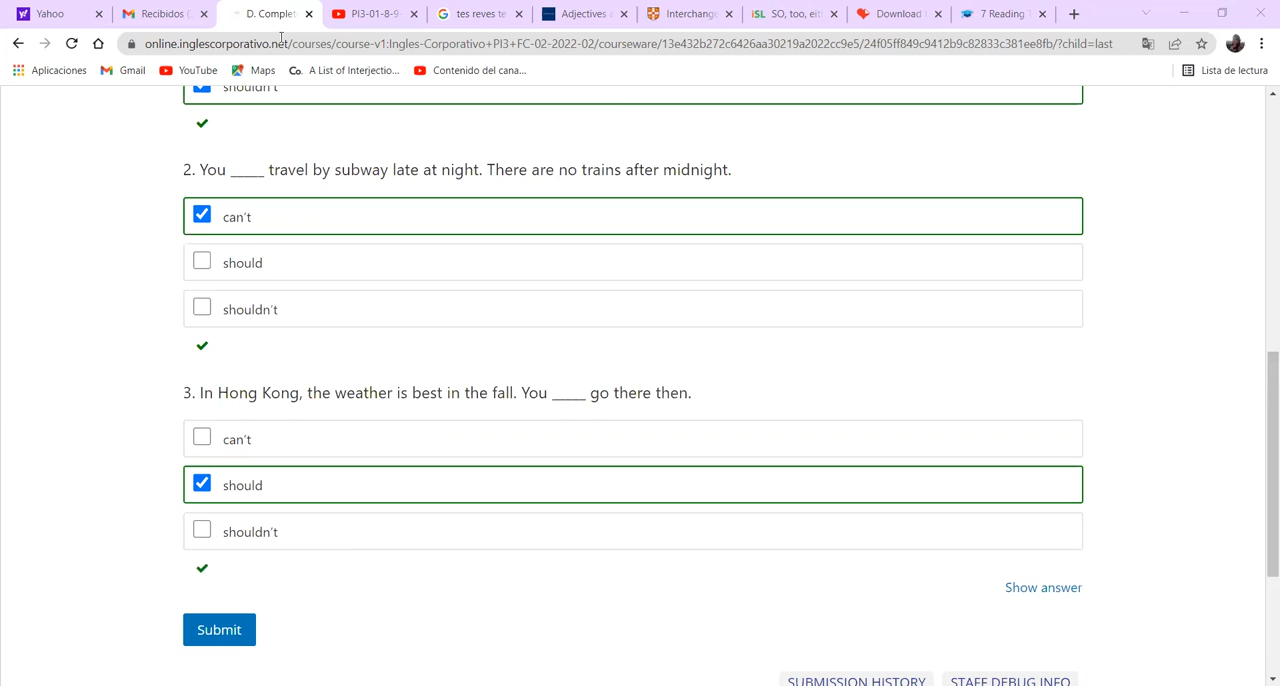 Yahoo
Recibidos (
D. Complet
PI3-01-8-9-
tes reves te
Adjectives
Interchange
SO, too, eith
Download
7 Reading T
online.inglescorporativo.net/courses/course-v1:Ingles-Corporativo+PI3+FC-02-2022-02/courseware/13e432b272c6426aa30219a2022cc9e5/24f05ff849c9412b9c82833c381ee8fb/?child=last
Aplicaciones
Gmail
YouTube
Maps
Co. A List of Interjectio...
Contenido del cana...
Lista de lectura
shouldn't
2. You _____ travel by subway late at night. There are no trains after midnight.
can't
should
shouldn't
3. In Hong Kong, the weather is best in the fall. You _____ go there then.
can't
should
shouldn't
Show answer
Submit
SUBMISSION HISTORY
STAFF DEBUG INFO